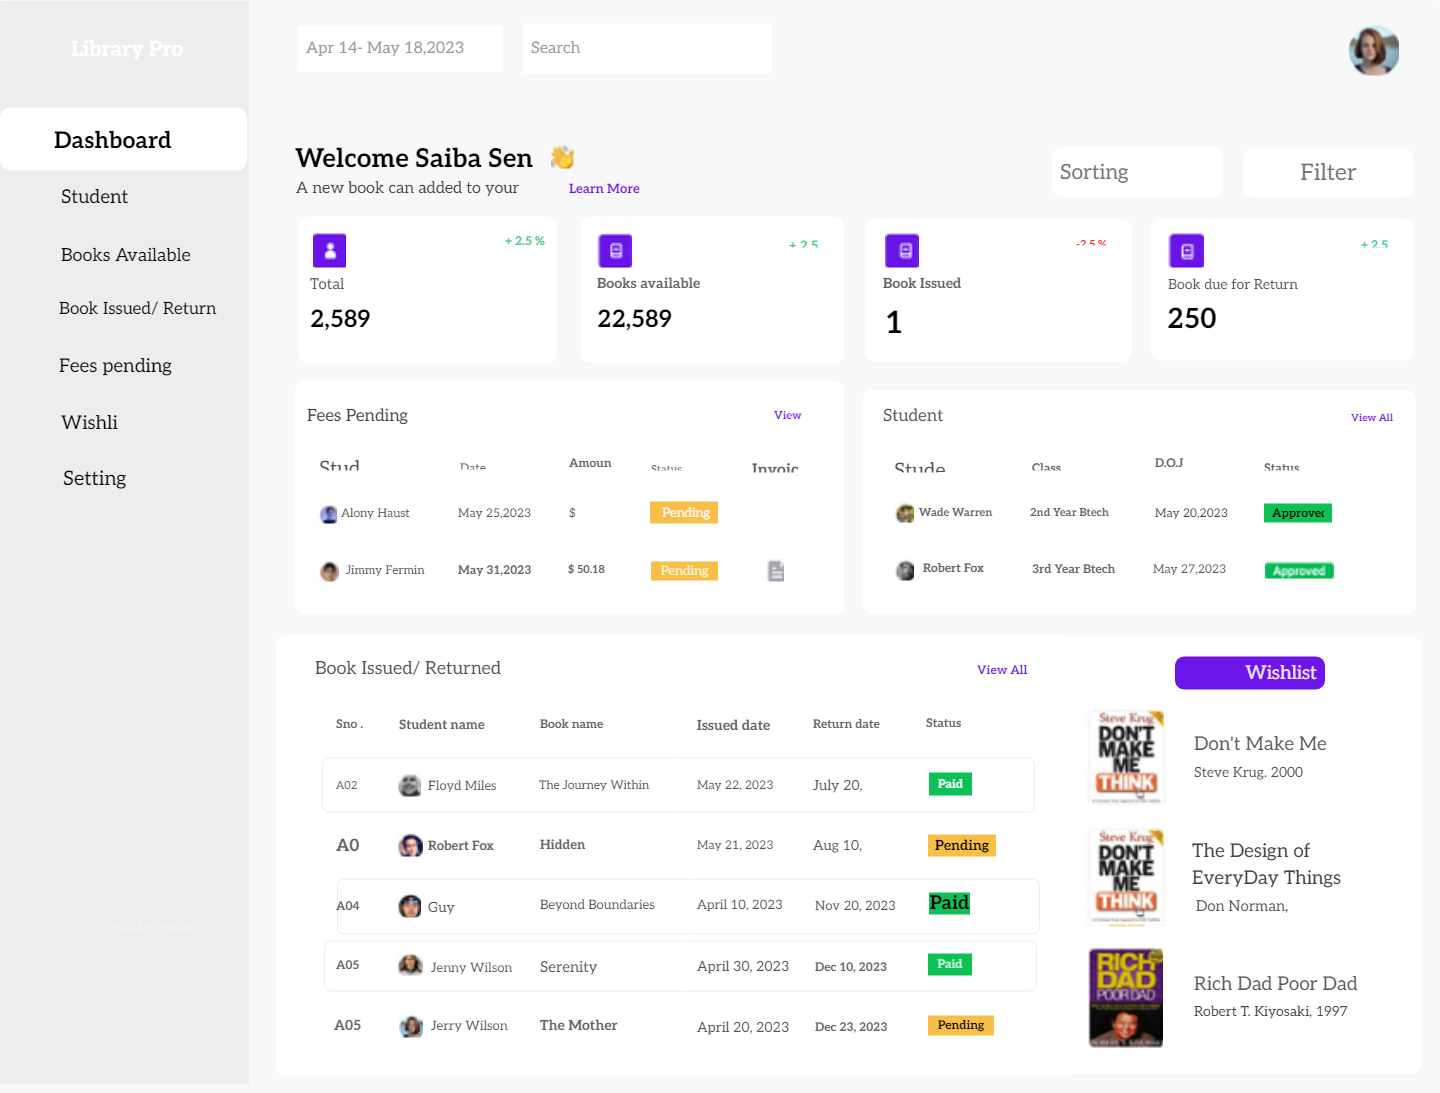 Library Pro
Apr 14- May 18,2023
Search
Dashboard
Student
Books Available
Book Issued/ Return
Fees pending
Wishli
Setting
Welcome Saiba Sen
A new book can added to your
Learn More
Sorting
Filter
+ 2.5 %
Total
2,589
+ 2.5
Books available
22,589
-2.5 %
Book Issued
1
+ 2.5
Book due for Return
250
Fees Pending
View
Stud
Date
Amoun
Status
Invoic
Alony Haust
May 25,2023
$
Pending
Jimmy Fermin
May 31,2023
$ 50.18
Pending
Student
View All
Stude
Class
D.O.J
Status
Wade Warren
2nd Year Btech
May 20,2023
Approved
Robert Fox
3rd Year Btech
May 27,2023
Approved
Book Issued/ Returned
View All
Sno .
Student name
Book name
Issued date
Return date
Status
A02
Floyd Miles
The Journey Within
May 22, 2023
July 20,
Paid
A0
Robert Fox
Hidden
May 21, 2023
Aug 10,
Pending
A04
Guy
Beyond Boundaries
April 10, 2023
Nov 20, 2023
Paid
A05
Jenny Wilson
Serenity
April 30, 2023
Dec 10, 2023
Paid
A05
Jerry Wilson
The Mother
April 20, 2023
Dec 23, 2023
Pending
Wishlist
Steve Krug
DON'T
MAKE
ME
THINK
Don't Make Me
Steve Krug. 2000
Steve Krug
DON'T
MAKE
ME
THINK
The Design of
EveryDay Things
Don Norman,
RICH
DAD
POOR DAD
Rich Dad Poor Dad
Robert T. Kiyosaki, 1997